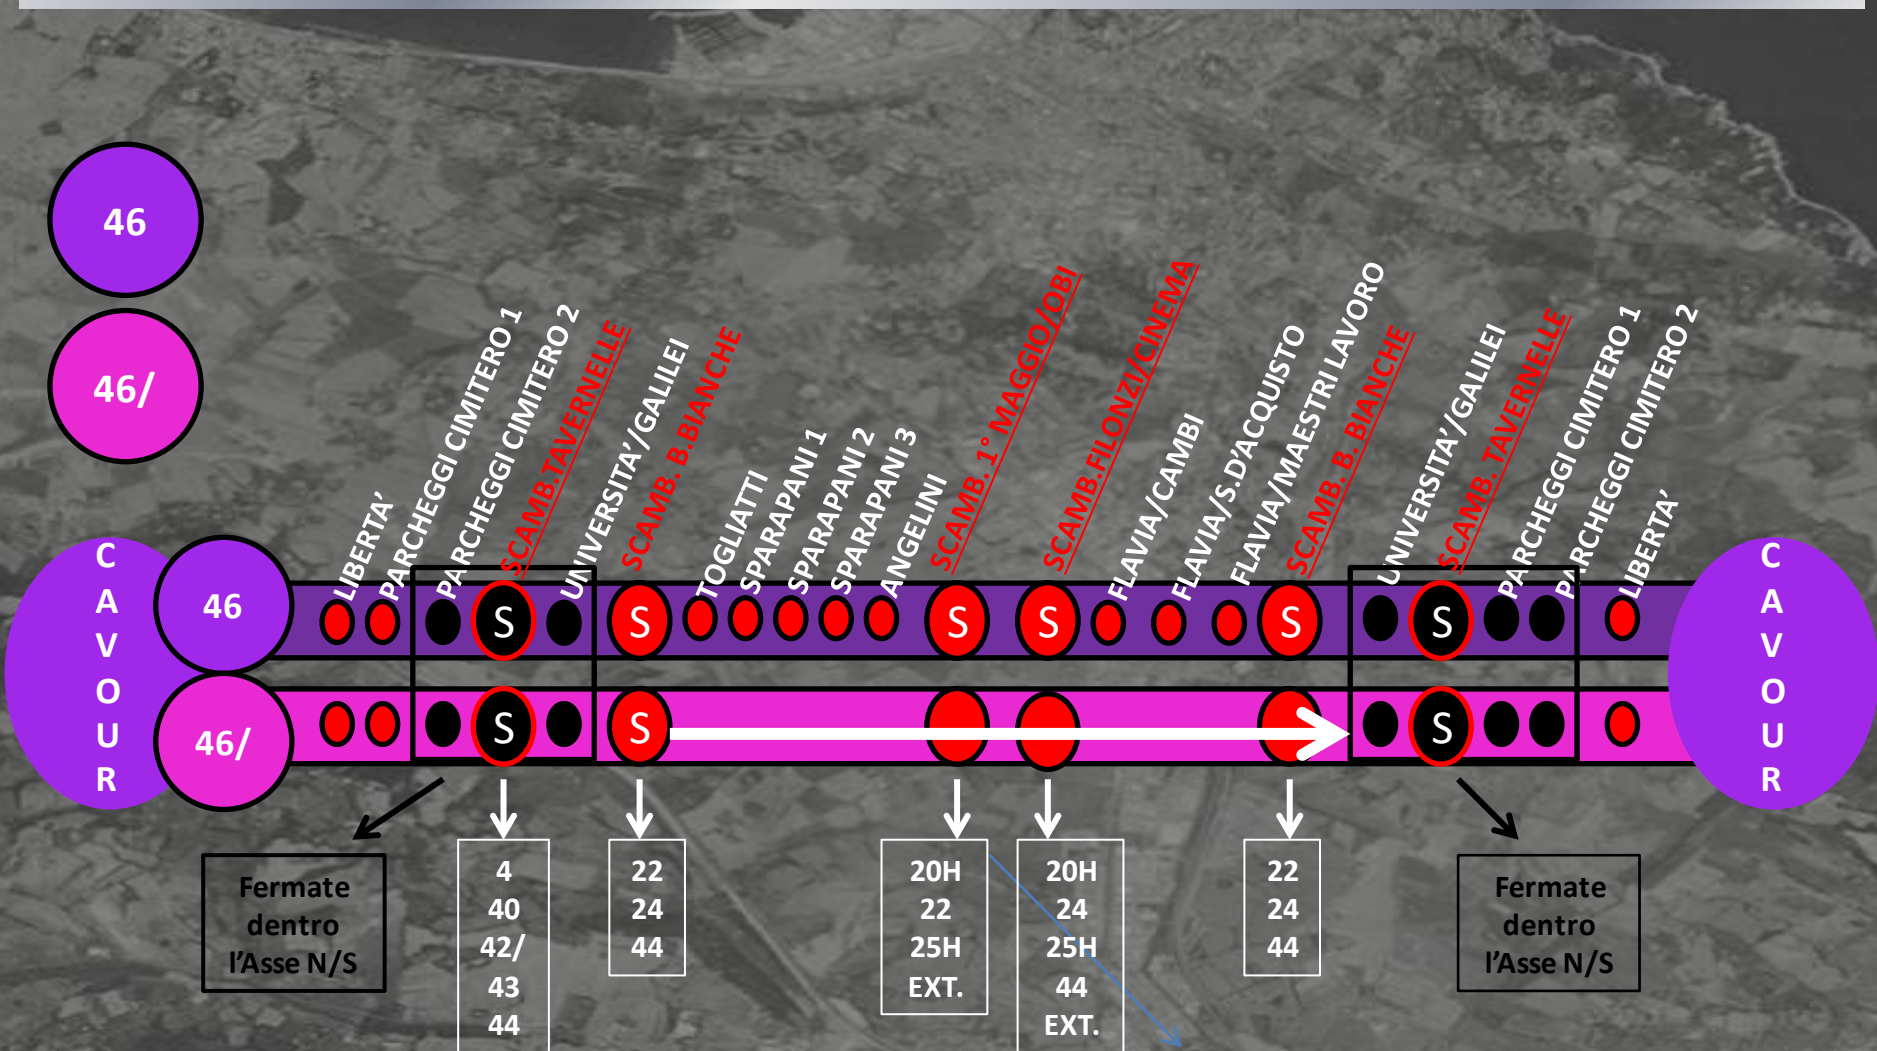 46
46/
LIBERTA’
PARCHEGGI CIMITERO 1
PARCHEGGI CIMITERO 2
SCAMB.TAVERNELLE
UNIVERSITA’/GALILEI
SCAMB. B.BIANCHE
TOGLIATTI
SPARAPANI 1
SPARAPANI 2
SPARAPANI 3
ANGELINI
SCAMB. 1° MAGGIO/OBI
SCAMB.FILONZI/CINEMA
FLAVIA/CAMBI
FLAVIA/S.D’ACQUISTO
FLAVIA/MAESTRI LAVORO
SCAMB. B. BIANCHE
UNIVERSITA’/GALILEI
SCAMB. TAVERNELLE
PARCHEGGI CIMITERO 1
PARCHEGGI CIMITERO 2
LIBERTA’
CAVOUR
46
S
S
S
S
S
S
CAVOUR
46/
S
S
S
Fermate
dentro
l’Asse N/S
4
40
42/
43
44
22
24
44
20H
22
25H
EXT.
20H
24
25H
44
EXT.
22
24
44
Fermate
dentro
l’Asse N/S